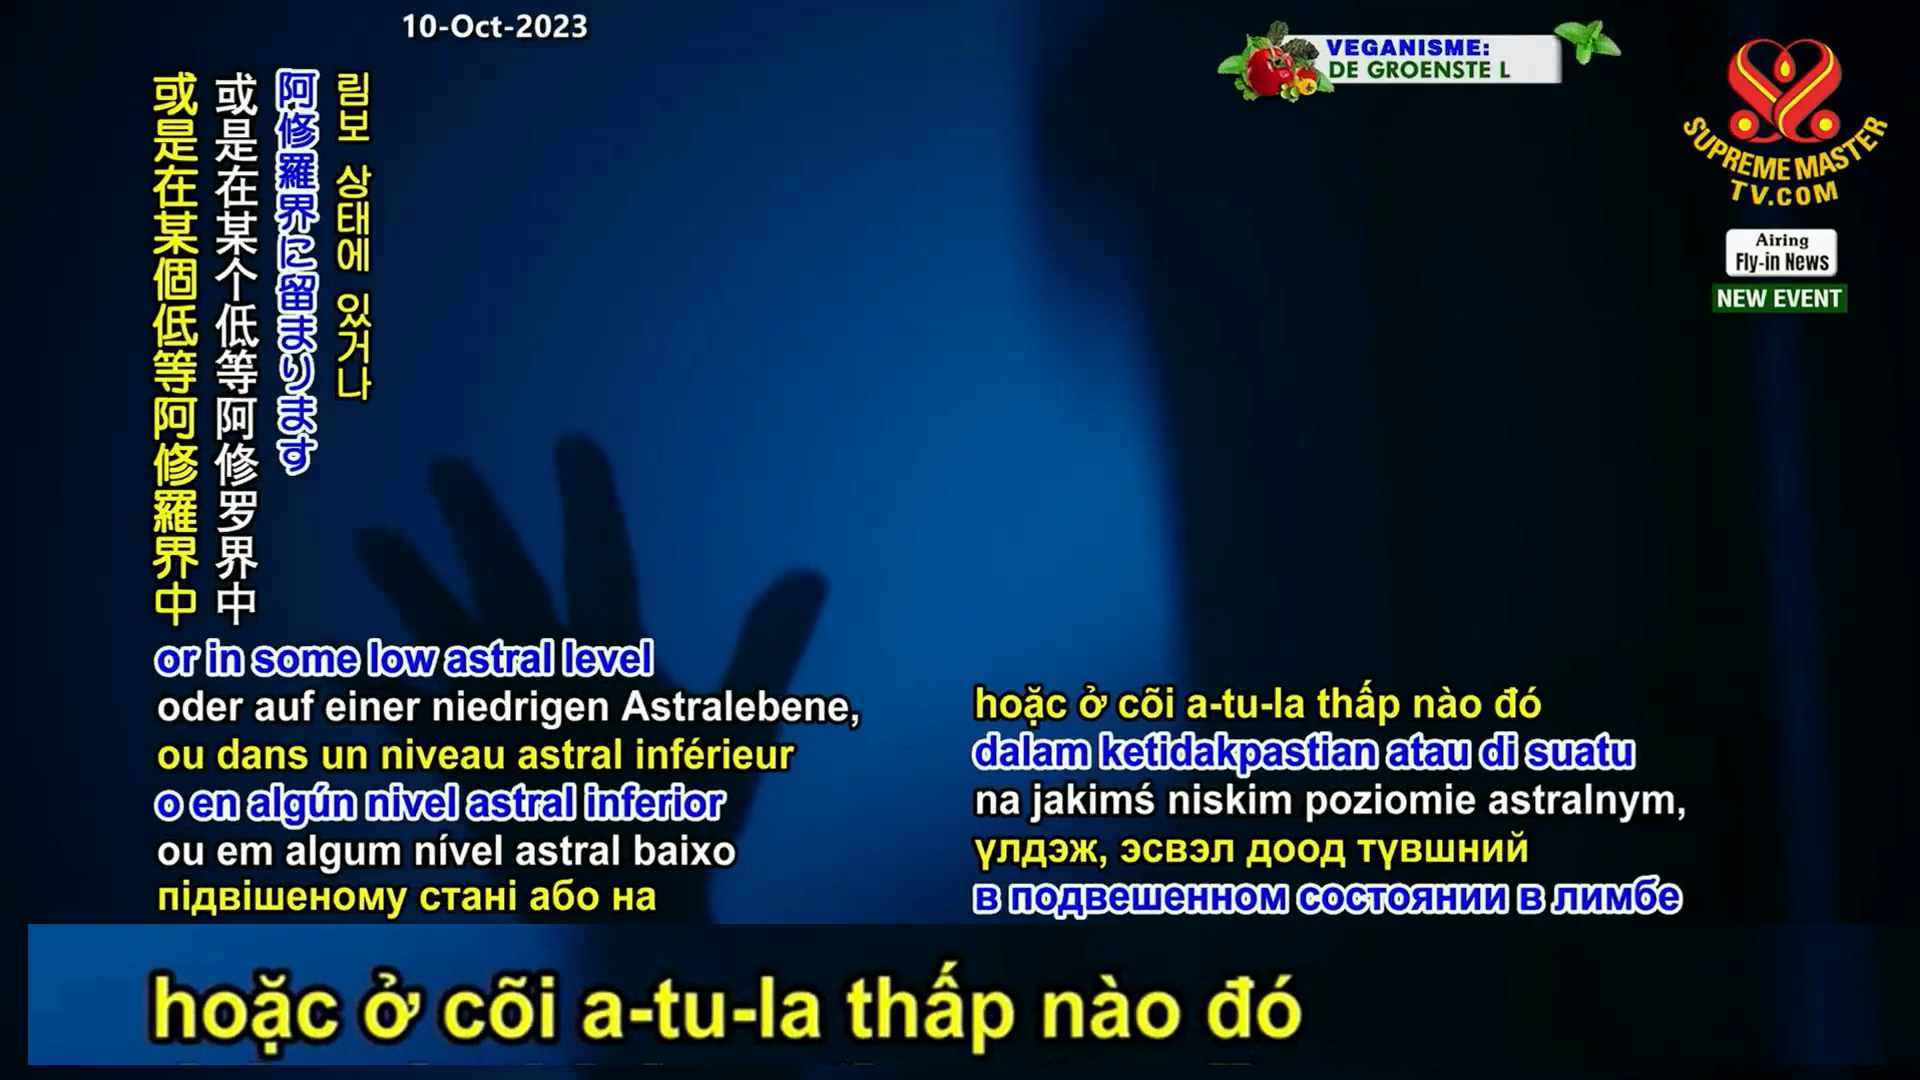 10-Oct-2023
VEGANISME:
DE GROENSTE L
SUPREME MASTER
TV.COM
Airing
Fly-in News
NEW EVENT
림보 상태에 있거나
阿修羅界に留まります
或是在某个低等阿修罗界中
或是在某個低等阿修羅界中
or in some low astral level
oder auf einer niedrigen Astralebene,
ou dans un niveau astral inférieur
o en algún nivel astral inferior
ou em algum nível astral baixo
підвішеному стані або на
hoặc ở cõi a-tu-la thấp nào đó
dalam ketidakpastian atau di suatu
na jakimś niskim poziomie astralnym,
үлдэж, эсвэл доод түвшний
в подвешенном состоянии в лимбе
hoặc ở cõi a-tu-la thấp nào đó